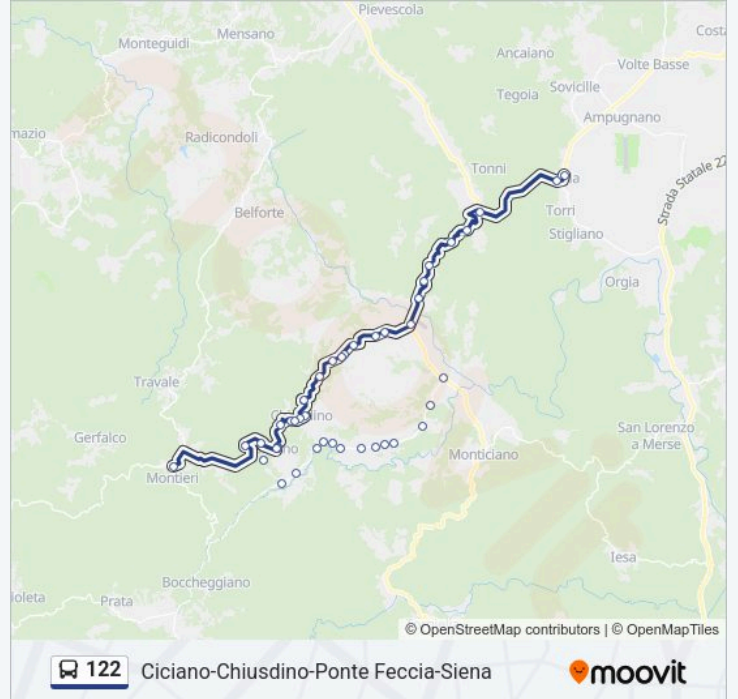 Pievescola
Mensano
Monteguidi
Costa
Ancaiano
Volte Basse
Sovicille
Tegoia
mazio
Ampugnano
Radicondoli
Tonni
Strada Statale 22
Belforte
Torri
Stigliano
Orgia
Travale
Gerfalco
San Lorenzo
a Merse
Monticiano
Montieri
Iesa
Boccheggiano
ioleta
Prata
© OpenStreetMap contributors | © OpenMapTiles
122 Ciciano-Chiusdino-Ponte Feccia-Siena
moovit